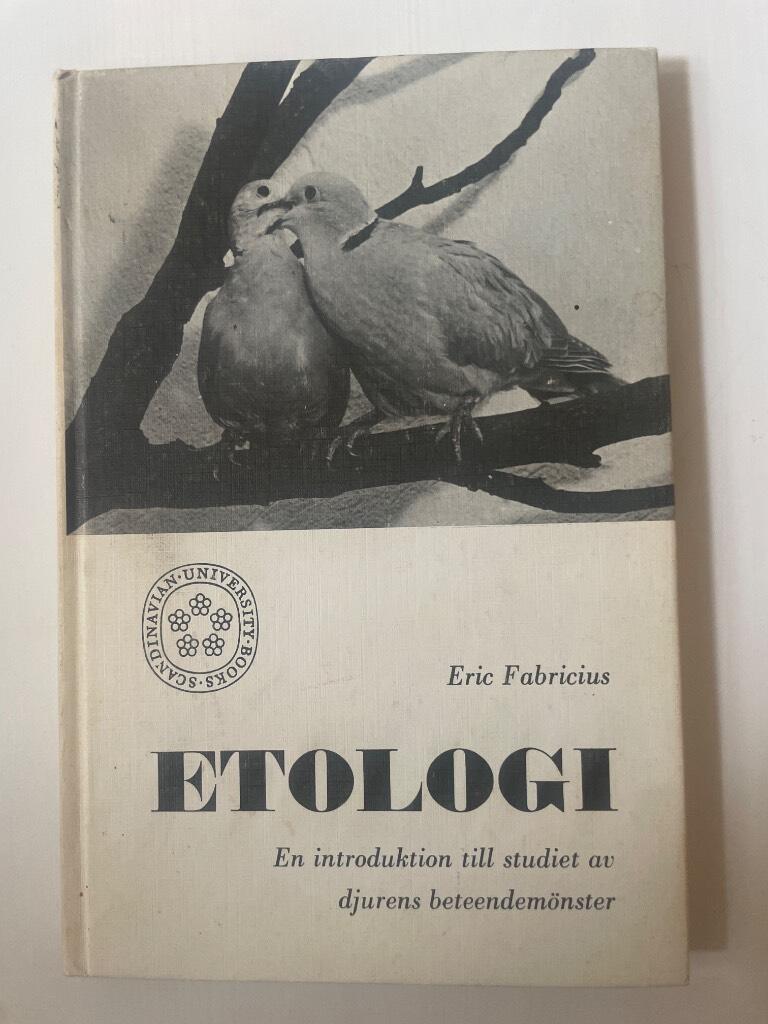 SCANDINAVIAN·UNIVERSITY·BOOKS·
Eric Fabricius
ETOLOGI
En introduktion till studiet av
djurens beteendemönster